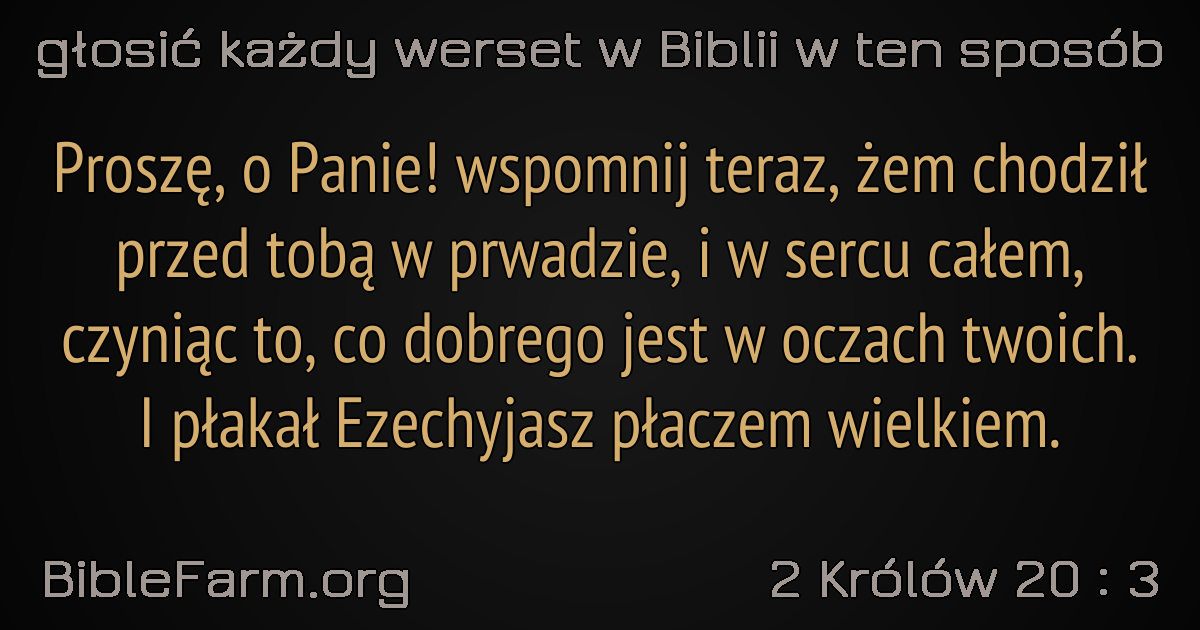 głosić każdy werset w Biblii w ten sposób
Proszę, o Panie! wspomnij teraz, żem chodził
przed tobą w prwadzie, i w sercu całem,
czyniąc to, co dobrego jest w oczach twoich.
I płakał Ezechyjasz płaczem wielkiem.
BibleFarm.org
2 Królów 20 : 3